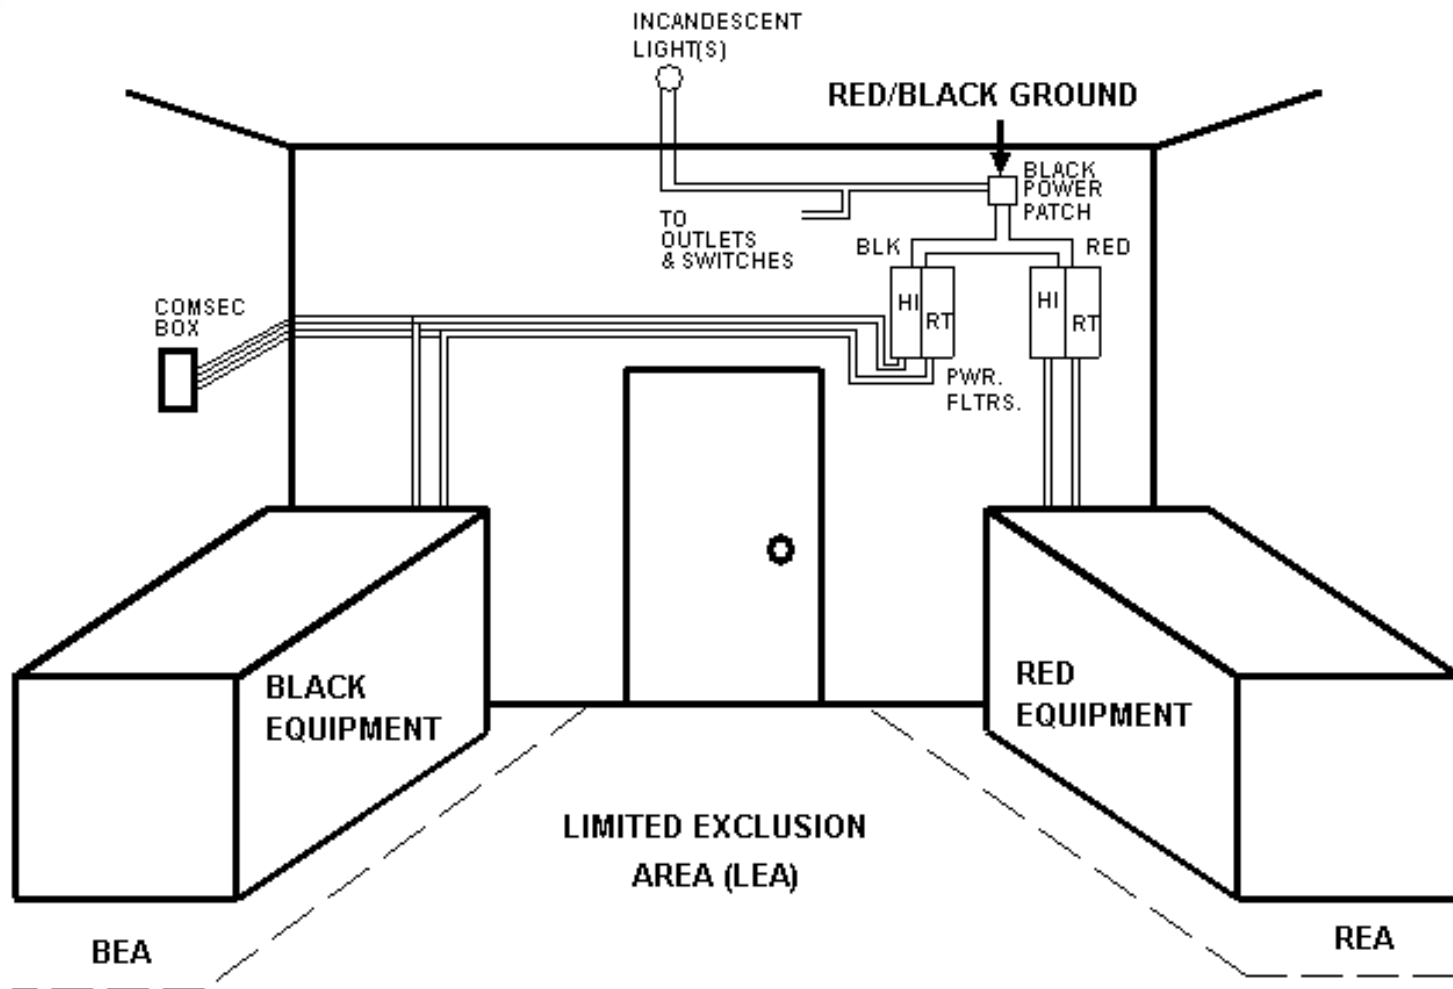 INCANDESCENT
LIGHT(S)
RED/BLACK GROUND
BLACK
POWER
PATCH
TO
OUTLETS
& SWITCHES
BLK
RED
HI
RT
HI
RT
COMSEC
BOX
PWR.
FLTRS.
BLACK
EQUIPMENT
RED
EQUIPMENT
LIMITED EXCLUSION
AREA (LEA)
BEA
REA